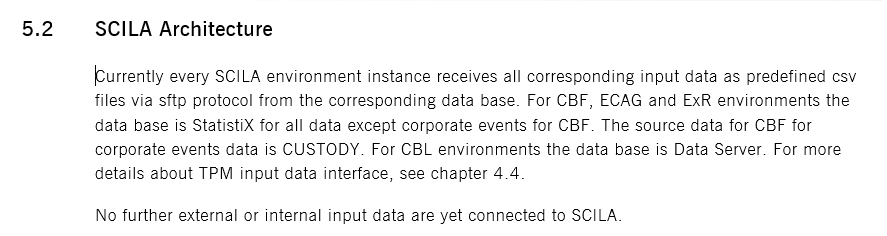 5.2 SCILA Architecture
Currently every SCILA environment instance receives all corresponding input data as predefined csv
files via sftp protocol from the corresponding data base. For CBF, ECAG and ExR environments the
data base is StatistiX for all data except corporate events for CBF. The source data for CBF for
corporate events data is CUSTODY. For CBL environments the data base is Data Server. For more
details about TPM input data interface, see chapter 4.4.
No further external or internal input data are yet connected to SCILA.